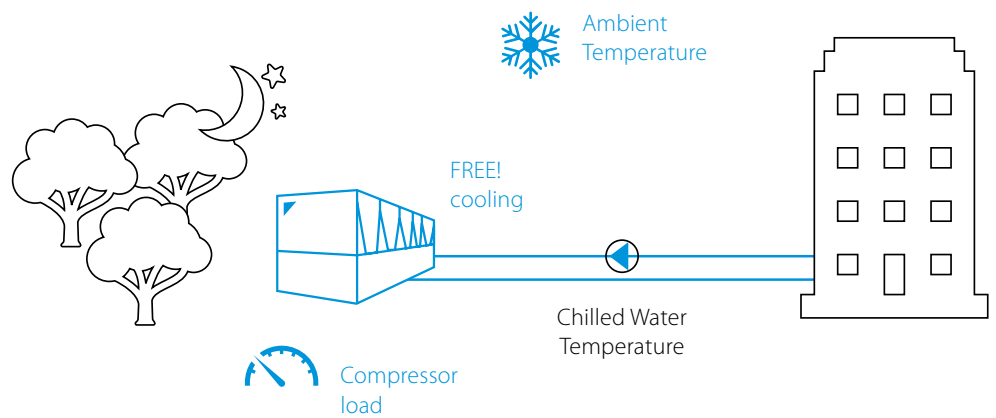 Ambient
Temperature
FREE!
cooling
Chilled Water
Temperature
Compressor
load